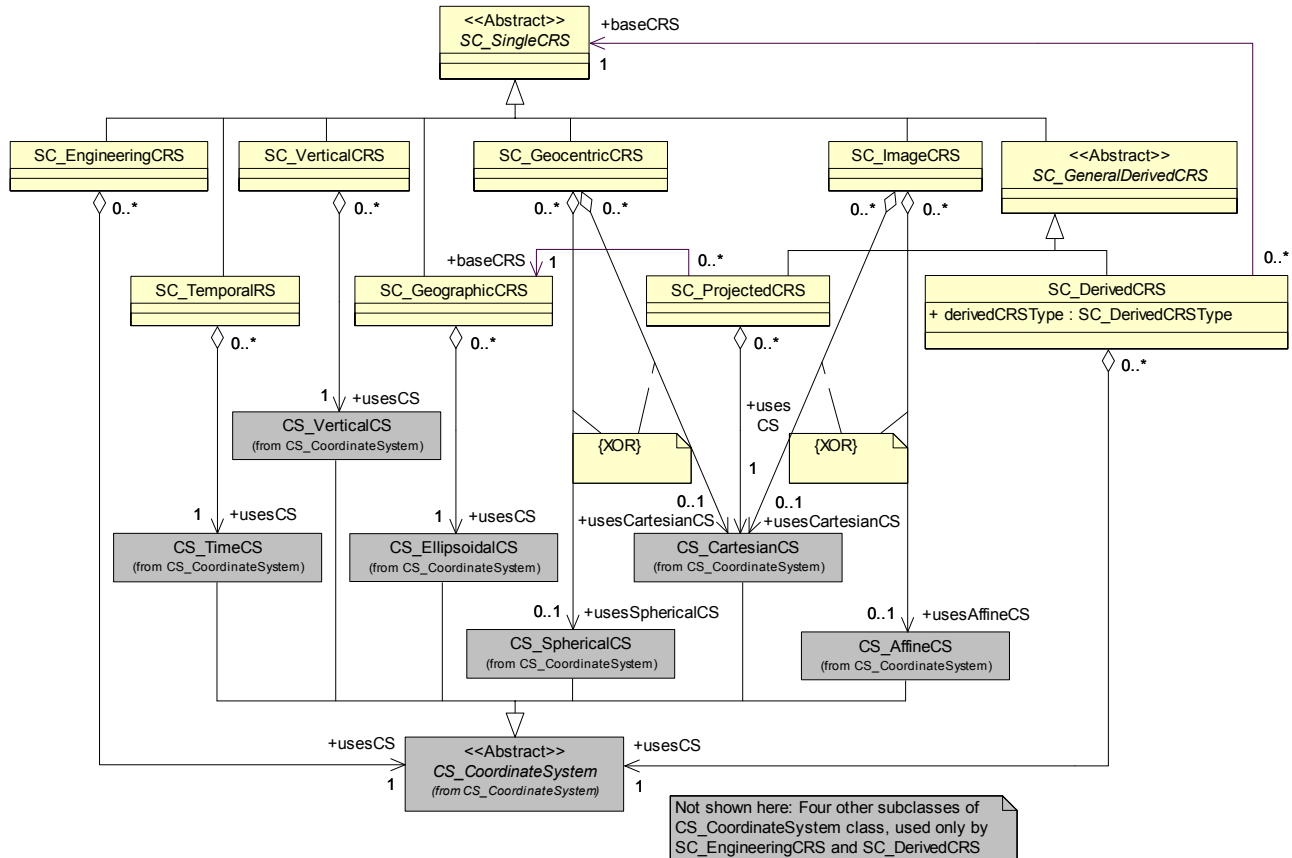 <<Abstract>>
SC_SingleCRS
+baseCRS
1
SC_EngineeringCRS
SC_VerticalCRS
SC_GeocentricCRS
SC_ImageCRS
<<Abstract>>
SC_GeneralDerivedCRS
0..*
0..*
0..*
0..*
0..*
0..*
+baseCRS
1
0..*
0..*
SC_TemporalRS
SC_GeographicCRS
SC_ProjectedCRS
SC_DerivedCRS
+ derivedCRSType : SC_DerivedCRSType
0..*
0..*
0..*
0..*
1
+usesCS
CS_VerticalCS
(from CS_CoordinateSystem)
+uses
CS
1
{XOR}
{XOR}
1
+usesCS
1
+usesCS
0..1
+usesCartesianCS
0..1
+usesCartesianCS
CS_TimeCS
(from CS_CoordinateSystem)
CS_EllipsoidalCS
(from CS_CoordinateSystem)
CS_CartesianCS
(from CS_CoordinateSystem)
0..1
+usesSphericalCS
0..1
+usesAffineCS
CS_SphericalCS
(from CS_CoordinateSystem)
CS_AffineCS
(from CS_CoordinateSystem)
+usesCS
1
<<Abstract>>
CS_CoordinateSystem
(from CS_CoordinateSystem)
+usesCS
1
Not shown here: Four other subclasses of
CS_CoordinateSystem class, used only by
SC_EngineeringCRS and SC_DerivedCRS